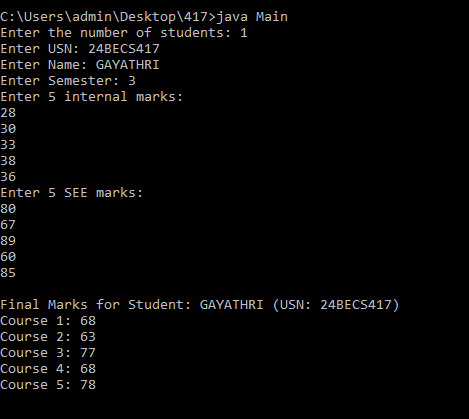 C:\Users\admin\Desktop\417>java Main
Enter the number of students: 1
Enter USN: 24BECS417
Enter Name: GAYATHRI
Enter Semester: 3
Enter 5 internal marks:
28
30
33
38
36
Enter 5 SEE marks:
80
67
89
60
85
Final Marks for Student: GAYATHRI (USN: 24BECS417)
Course 1: 68
Course 2: 63
Course 3: 77
Course 4: 68
Course 5: 78